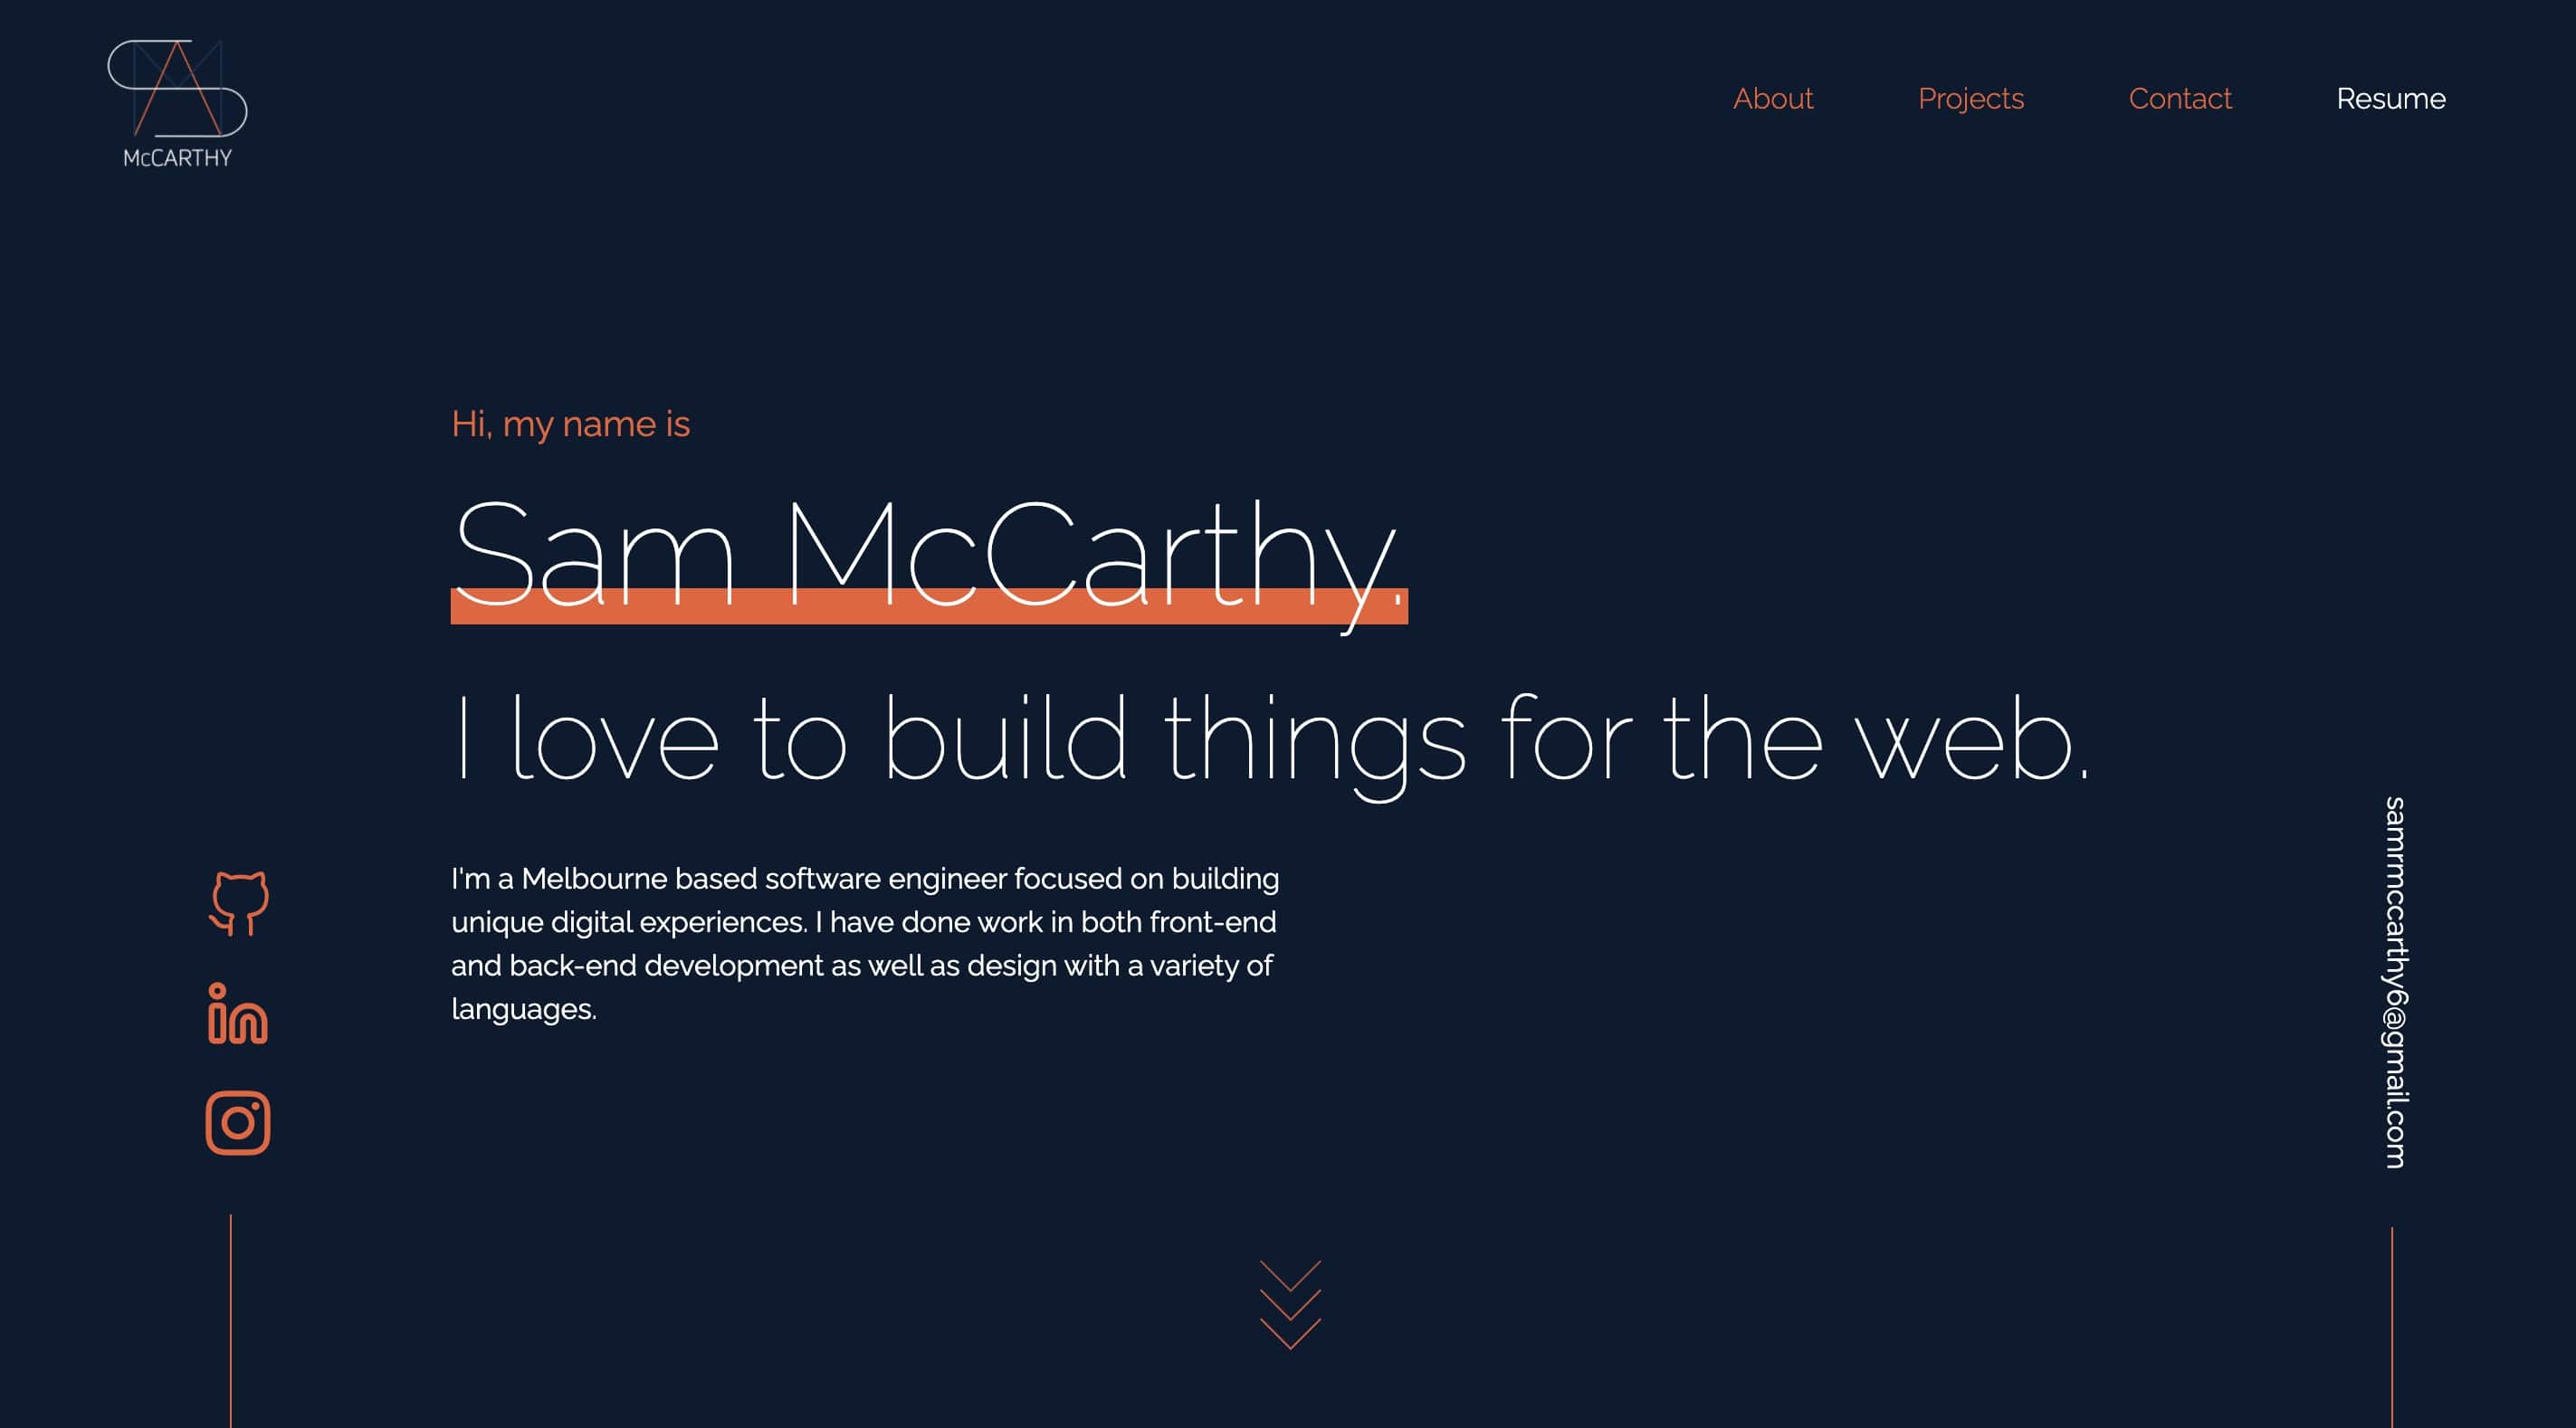 McCARTHY
About Projects Contact Resume
Hi, my name is
Sam McCarthy.
I love to build things for the web.
I'm a Melbourne based software engineer focused on building
unique digital experiences. I have done work in both front-end
and back-end development as well as design with a variety of
languages.
sammccarthy6@gmail.com